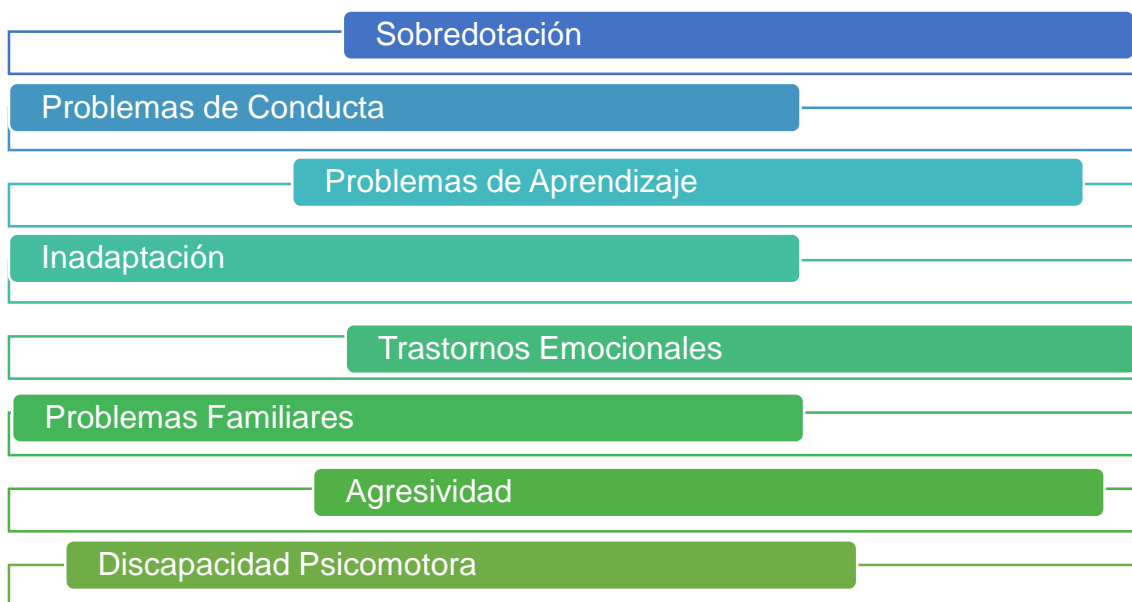 Sobredotación
Problemas de Conducta
Problemas de Aprendizaje
Inadaptación
Trastornos Emocionales
Problemas Familiares
Agresividad
Discapacidad Psicomotora